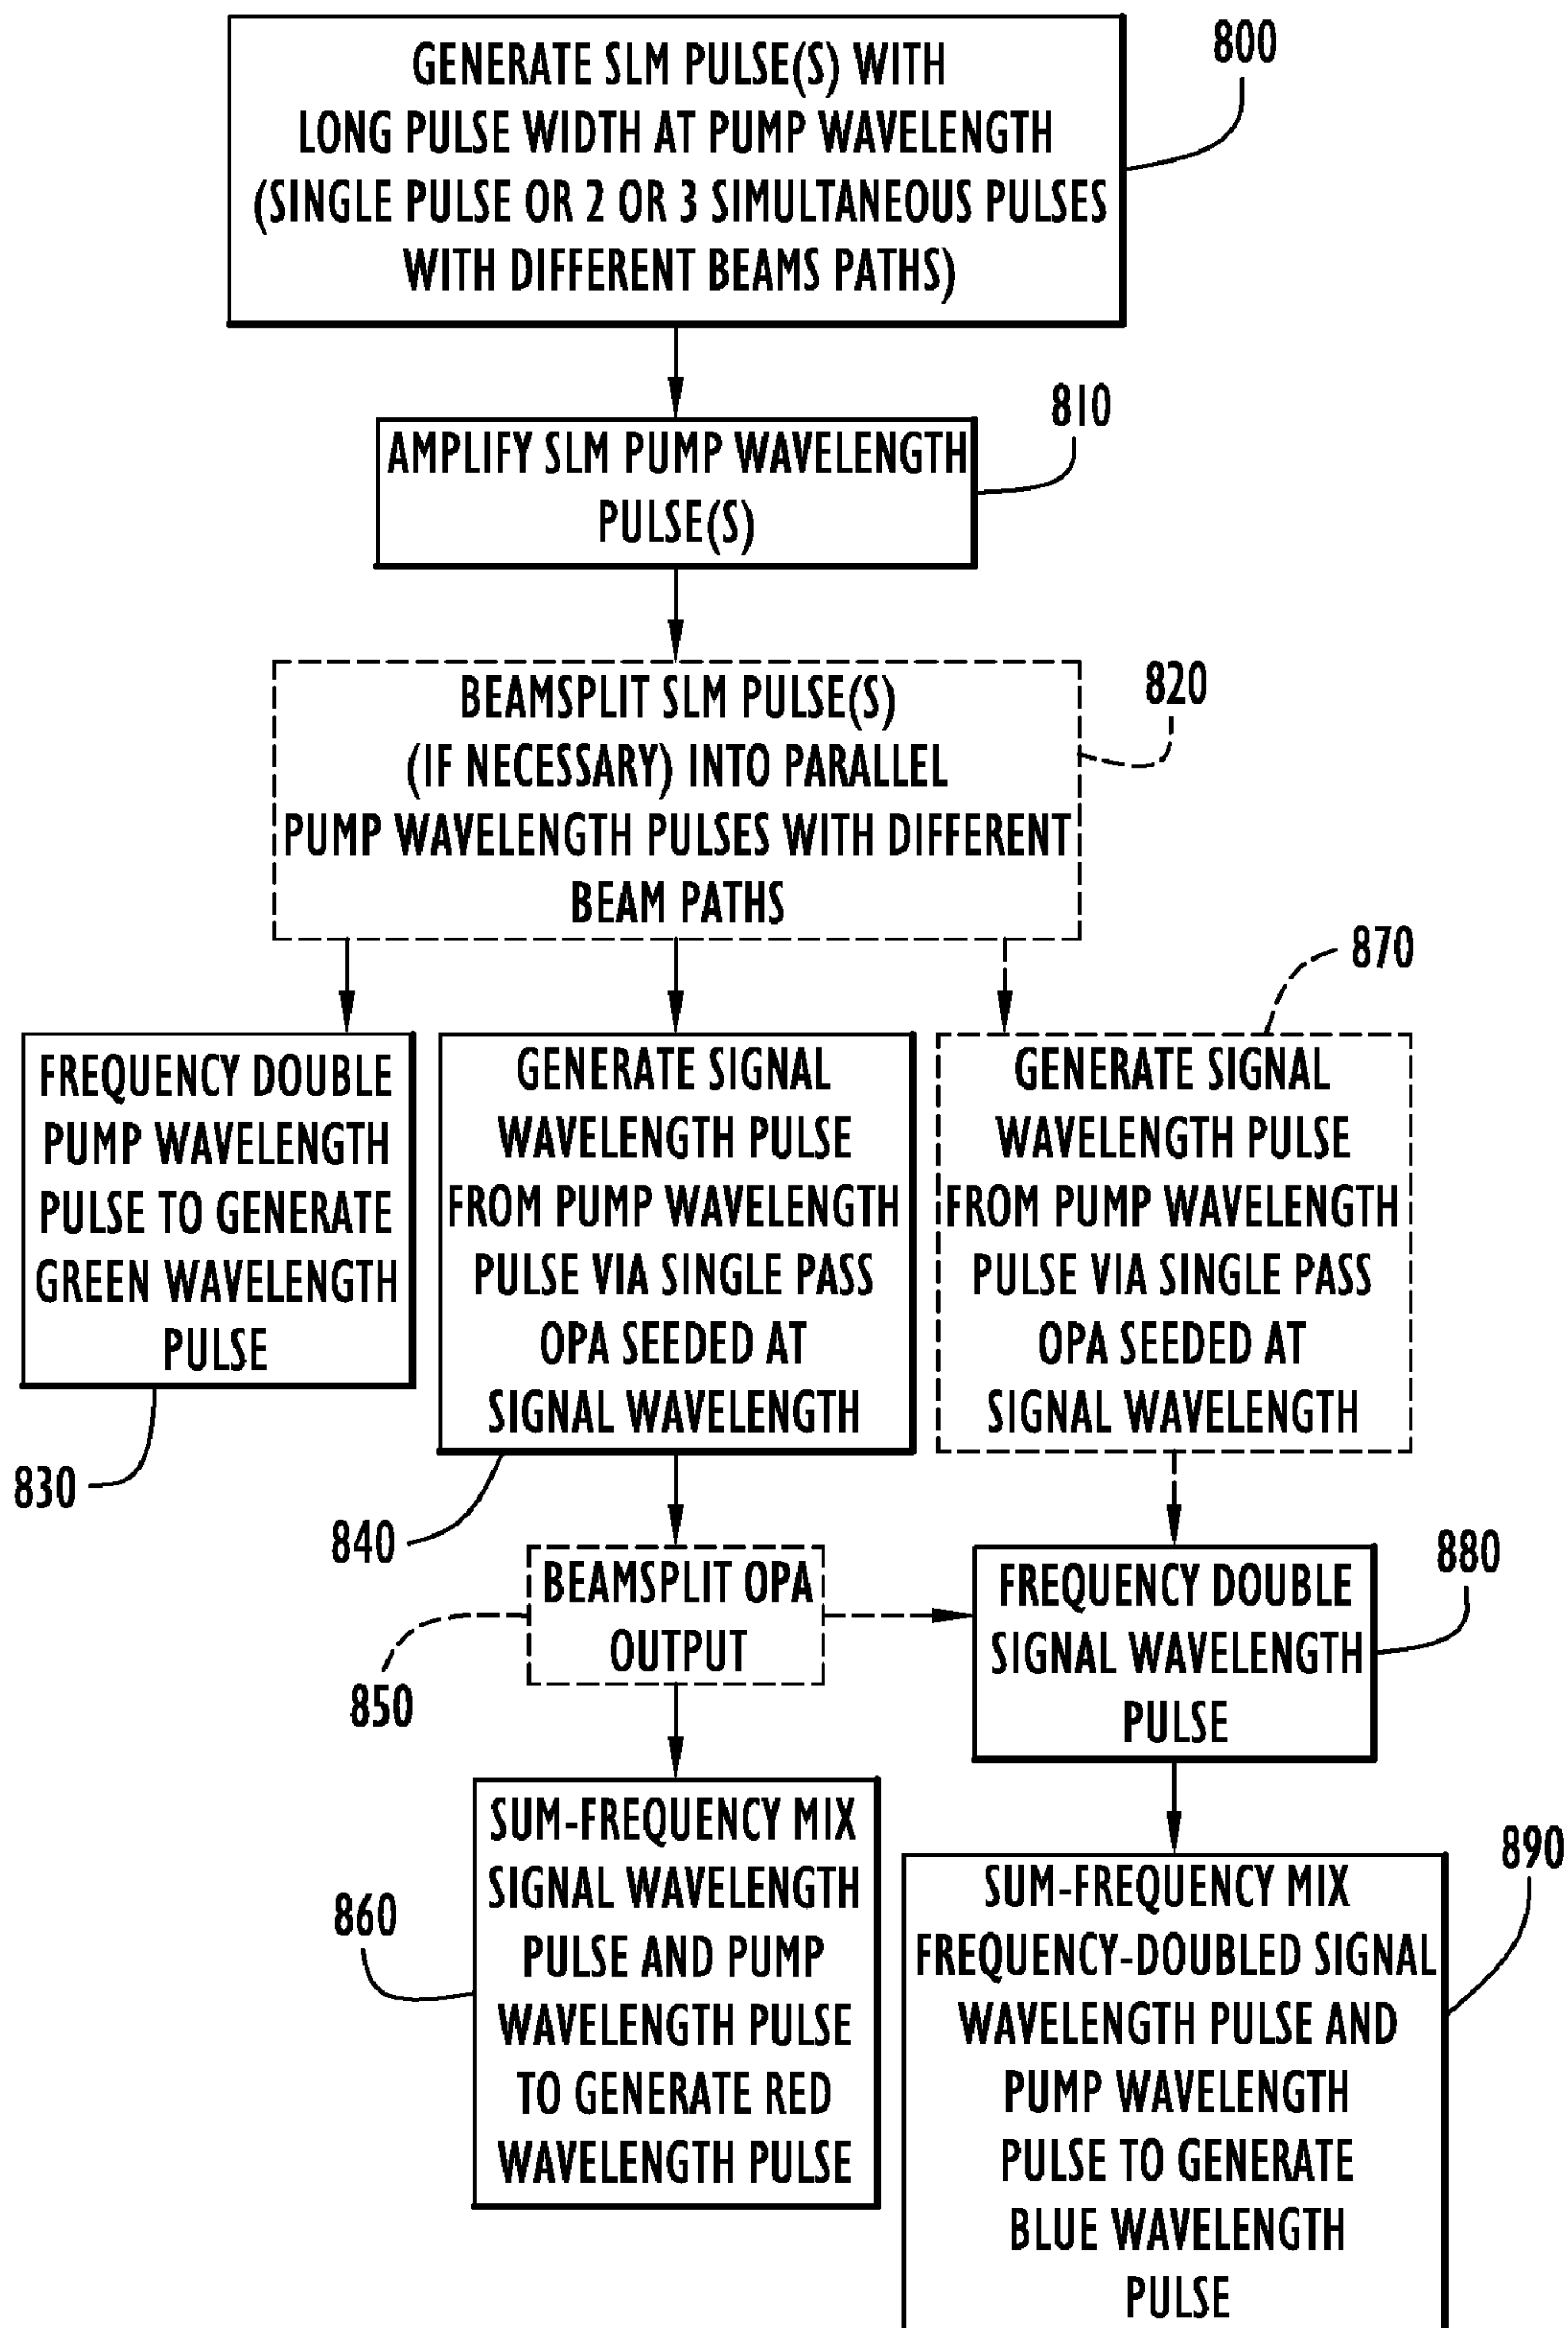 GENERATE SLM PULSE(S) WITH
LONG PULSE WIDTH AT PUMP WAVELENGTH
(SINGLE PULSE OR 2 OR 3 SIMULTANEOUS PULSES
WITH DIFFERENT BEAMS PATHS)
800
AMPLIFY SLM PUMP WAVELENGTH
PULSE(S)
810
BEAMSPLIT SLM PULSE(S)
(IF NECESSARY) INTO PARALLEL
PUMP WAVELENGTH PULSES WITH DIFFERENT
BEAM PATHS
820
FREQUENCY DOUBLE
PUMP WAVELENGTH
PULSE TO GENERATE
GREEN WAVELENGTH
PULSE
830
GENERATE SIGNAL
WAVELENGTH PULSE
FROM PUMP WAVELENGTH
PULSE VIA SINGLE PASS
OPA SEEDED AT
SIGNAL WAVELENGTH
840
GENERATE SIGNAL
WAVELENGTH PULSE
FROM PUMP WAVELENGTH
PULSE VIA SINGLE PASS
OPA SEEDED AT
SIGNAL WAVELENGTH
870
BEAMSPLIT OPA
OUTPUT
850
FREQUENCY DOUBLE
SIGNAL WAVELENGTH
PULSE
880
SUM-FREQUENCY MIX
SIGNAL WAVELENGTH
PULSE AND PUMP
WAVELENGTH PULSE
TO GENERATE RED
WAVELENGTH PULSE
860
SUM-FREQUENCY MIX
FREQUENCY-DOUBLED SIGNAL
WAVELENGTH PULSE AND
PUMP WAVELENGTH
PULSE TO GENERATE
BLUE WAVELENGTH
PULSE
890